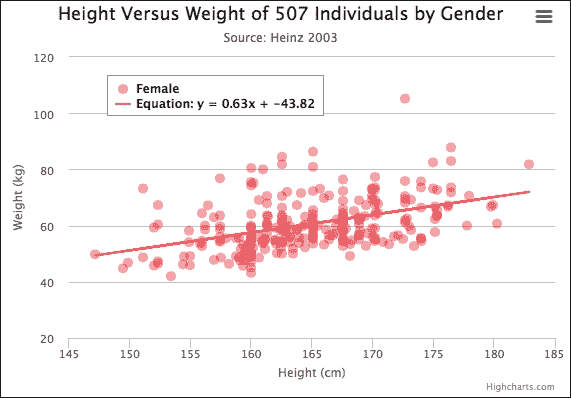 Height Versus Weight of 507 Individuals by Gender
Source: Heinz 2003
Female
Equation: y = 0.63x + -43.82
Weight (kg)
120
100
80
60
40
20
145 150 155 160 165 170 175 180 185
Height (cm)
Highcharts.com